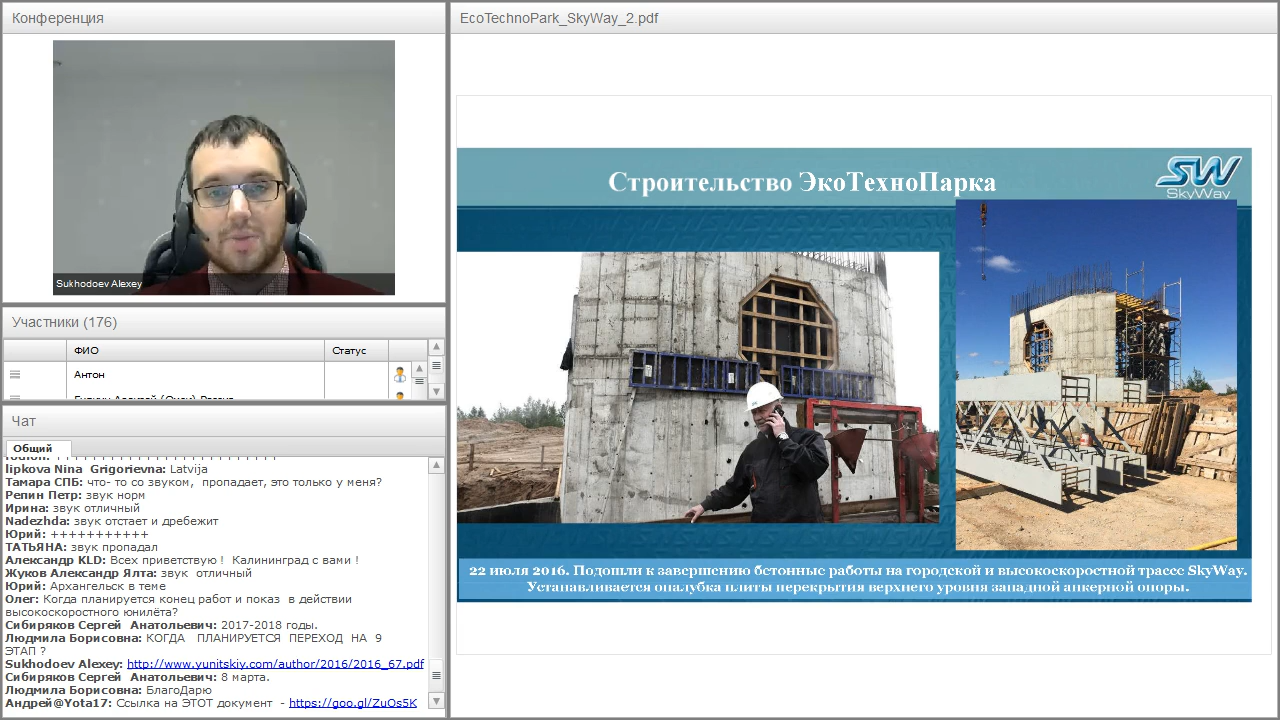 Конференция
Sukhodoev Alexey
Участники (176)
ФИО
Статус
Антон
Чат
Общий
lipkova Nina Grigorievna: Latvija
Тамара СПБ: что- то со звуком, пропадает, это только у меня?
Репин Петр: звук норм
Ирина: звук отличный
Nadezhda: звук отстает и дребежит
Юрий: +++++++++++
ТАТЬЯНА: звук пропадал
Александр KLD: Всех приветствую ! Калининград с вами !
Жуков Александр Ялта: звук отличный
Юрий: Архангельск в теме
Олег: Когда планируется конец работ и показ в действии
высокоскоростного юнилёта?
Сибиряков Сергей Анатольевич: 2017-2018 годы.
Людмила Борисовна: КОГДА ПЛАНИРУЕТСЯ ПЕРЕХОД НА 9
ЭТАП ?
Sukhodoev Alexey: http://www.yunitskiy.com/author/2016/2016_67.pdf
Сибиряков Сергей Анатольевич: 8 марта.
Людмила Борисовна: БлагоДарю
Андрей@Yota17: Ссылка на ЭТОТ документ - https://goo.gl/ZuOs5K
EcoTechnoPark_SkyWay_2.pdf
Строительство ЭкоТехноПарка
SW
SkyWay
22 июля 2016. Подошли к завершению бетонные работы на городской и высокоскоростной трассе SkyWay.
Устанавливается опалубка плиты перекрытия верхнего уровня западной анкерной опоры.